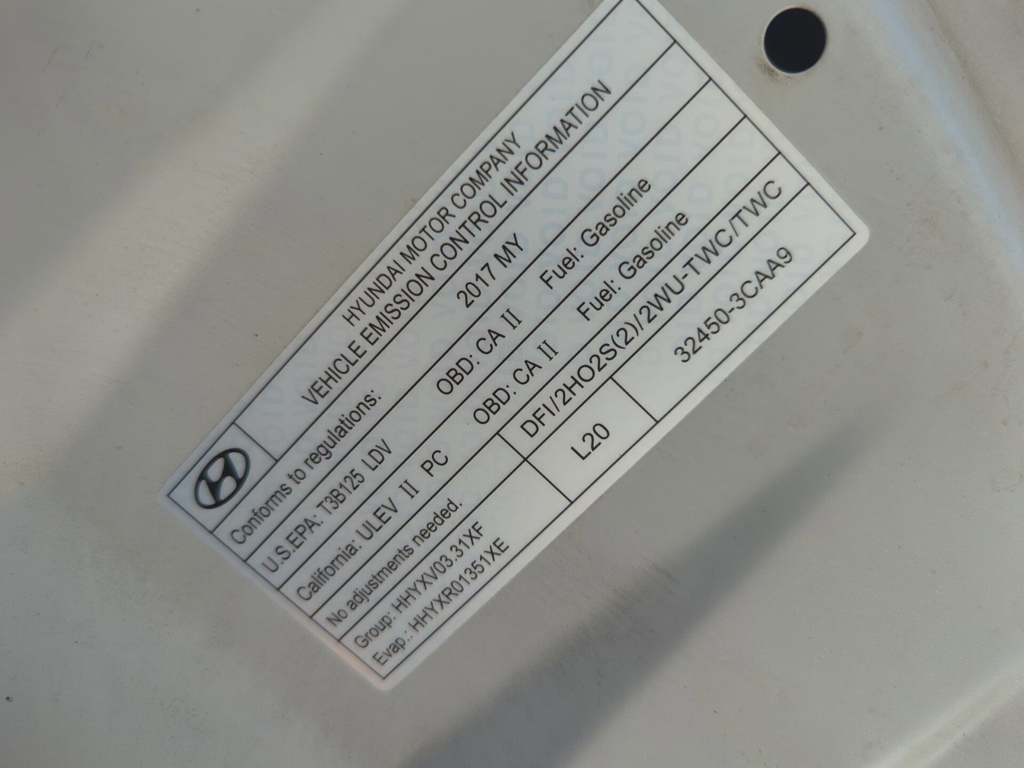 HYUNDAI MOTOR COMPANY
VEHICLE EMISSION CONTROL INFORMATION
Conforms to regulations: 2017 MY
U.S.EPA: T3B125 LDV OBD: CA II Fuel: Gasoline
California: ULEV II PC OBD: CA II Fuel: Gasoline
No adjustments needed. DFI/2HO2S(2)/2WU-TWC/TWC
Group: HHYXV03.31XF
Evap.: HHYXR01351XE
L20
32450-3CAA9